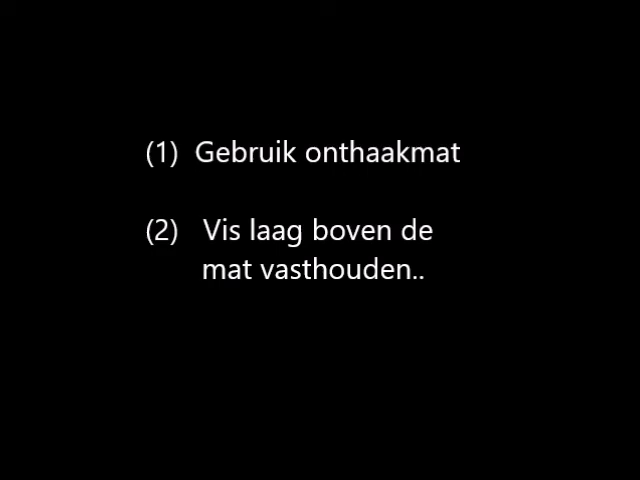 (1) Gebruik onthaakmat
(2) Vis laag boven de
mat vasthouden..